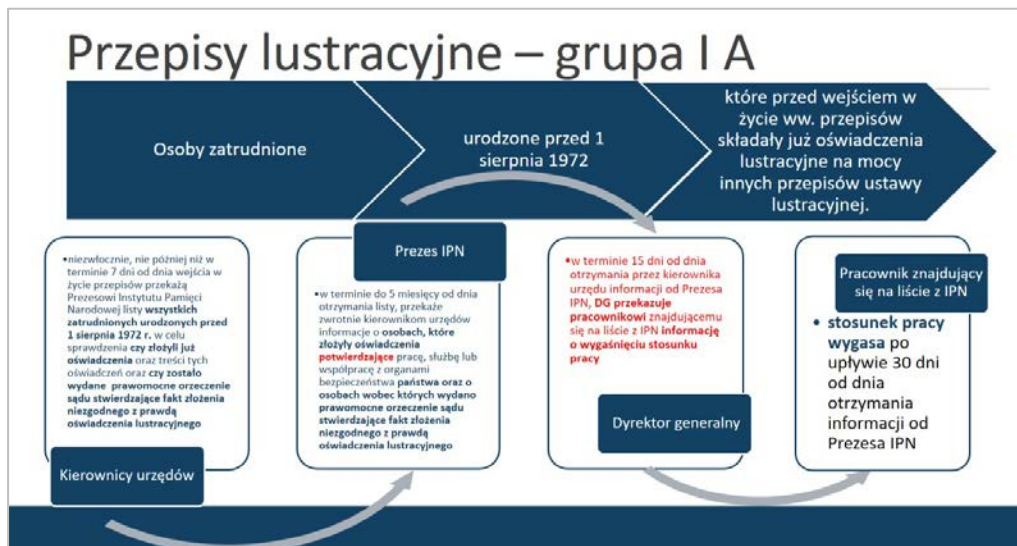 Przepisy lustracyjne – grupa I A
Osoby zatrudnione
urodzone przed 1
sierpnia 1972
które przed wejściem w
życie ww. przepisów
składały już oświadczenia
lustracyjne na mocy
innych przepisów ustawy
lustracyjnej.
•niezwłocznie, nie później niż w
terminie 7 dni od dnia wejścia w
życie przepisów przekażą
Prezesowi Instytutu Pamięci
Narodowej listy wszystkich
zatrudnionych urodzonych przed
1 sierpnia 1972 r. w celu
sprawdzenia czy złożyli już
oświadczenia oraz treści tych
oświadczeń oraz czy zostało
wydane prawomocne orzeczenie
sądu stwierdzające fakt złożenia
niezgodnego z prawdą
oświadczenia lustracyjnego
Kierownicy urzędów
Prezes IPN
•w terminie do 5 miesięcy od dnia
otrzymania listy, przekaże
zwrotnie kierownikom urzędów
informacje o osobach, które
złożyły oświadczenia
potwierdzające pracę, służbę lub
współpracę z organami
bezpieczeństwa państwa oraz o
osobach wobec których wydano
prawomocne orzeczenie sądu
stwierdzające fakt złożenia
niezgodnego z prawdą
oświadczenia lustracyjnego
•w terminie 15 dni od dnia
otrzymania przez kierownika
urzędu informacji od Prezesa
IPN, DG przekazuje
pracownikowi znajdującemu
się na liście z IPN informację
o wygaśnięciu stosunku
pracy
Dyrektor generalny
Pracownik znajdujący
się na liście z IPN
• stosunek pracy
wygasa po
upływie 30 dni
od dnia
otrzymania
informacji od
Prezesa IPN